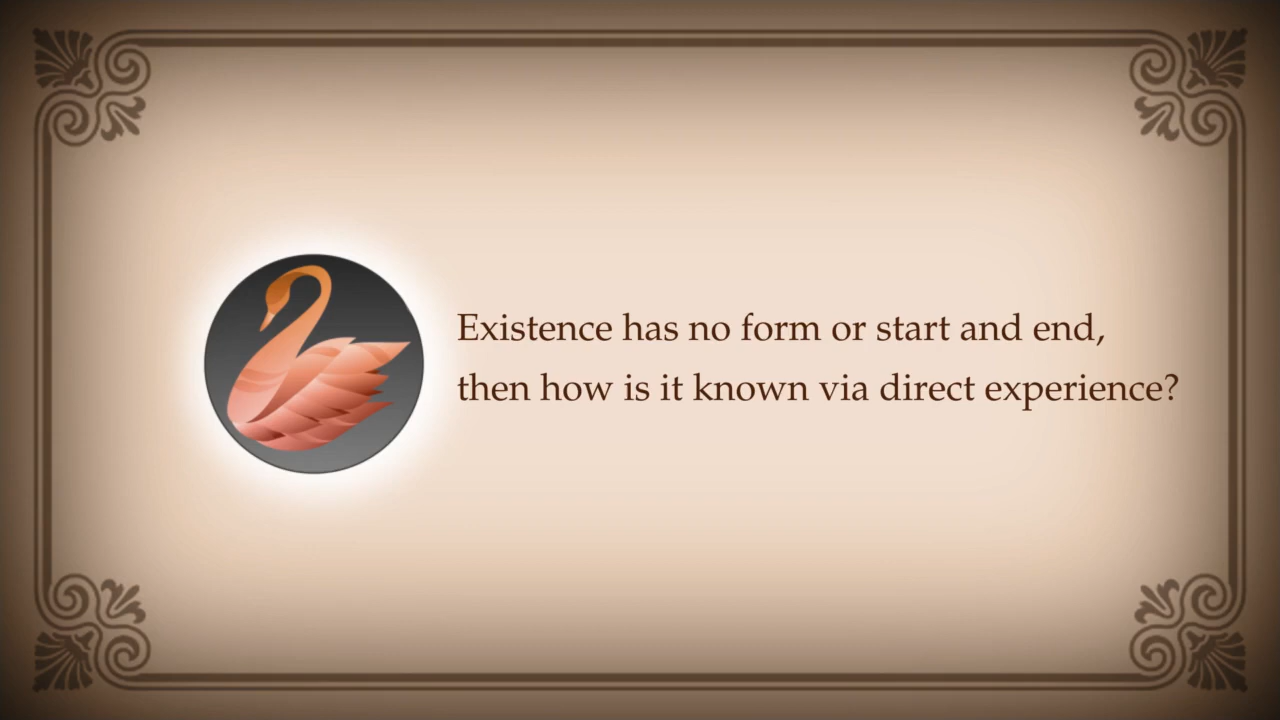 Existence has no form or start and end,
then how is it known via direct experience?